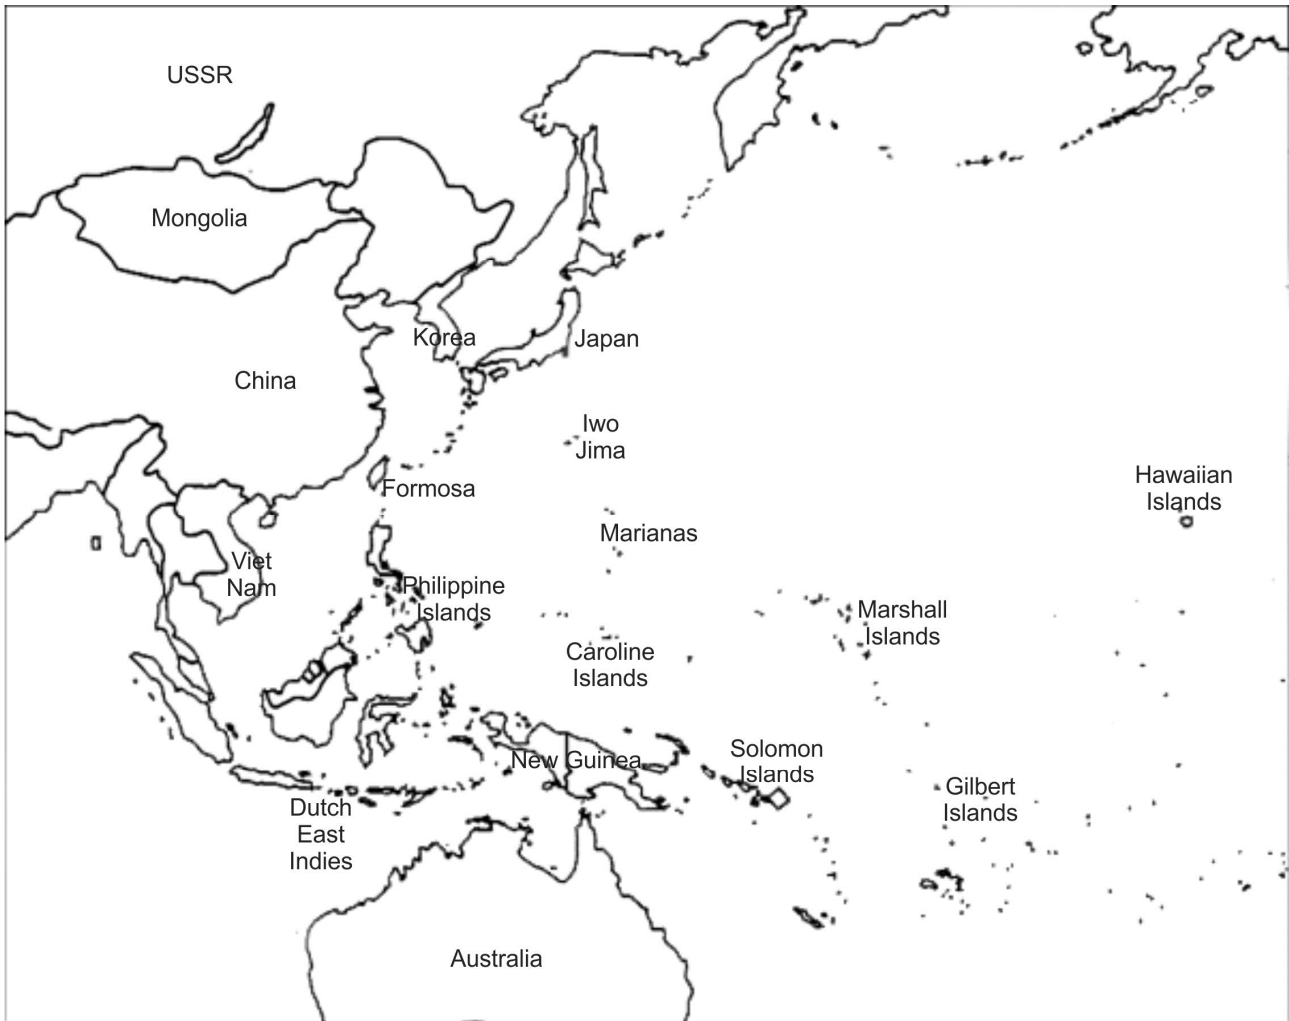 USSR
Mongolia
Korea
Japan
China
Iwo
Jima
Formosa
Hawaiian
Islands
Marianas
Viet
Nam
Philippine
Islands
Marshall
Islands
Caroline
Islands
New Guinea
Solomon
Islands
Gilbert
Islands
Dutch
East
Indies
Australia